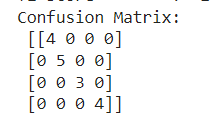 Confusion Matrix:
[[4 0 0 0]
[0 5 0 0]
[0 0 3 0]
[0 0 0 4]]